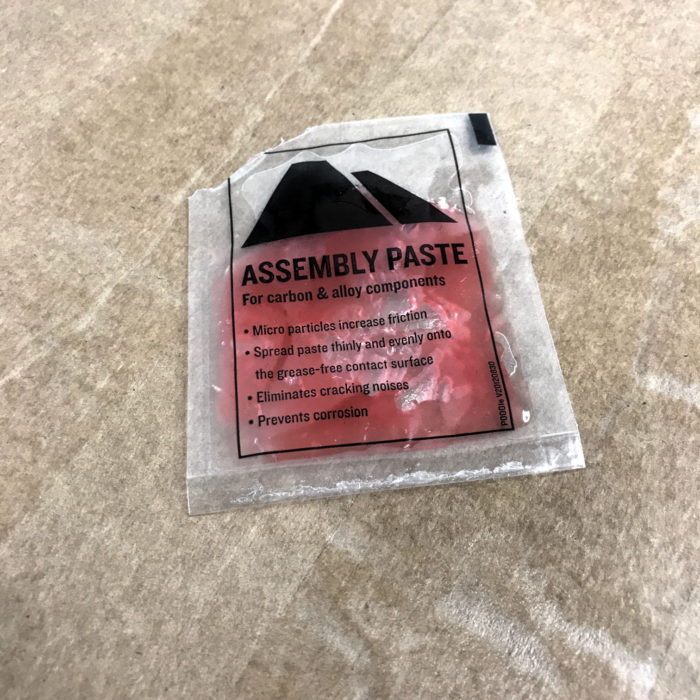 ASSEMBLY PASTE
For carbon & alloy components
• Micro particles increase friction
• Spread paste thinly and evenly onto
the grease-free contact surface
• Eliminates cracking noises
• Prevents corrosion